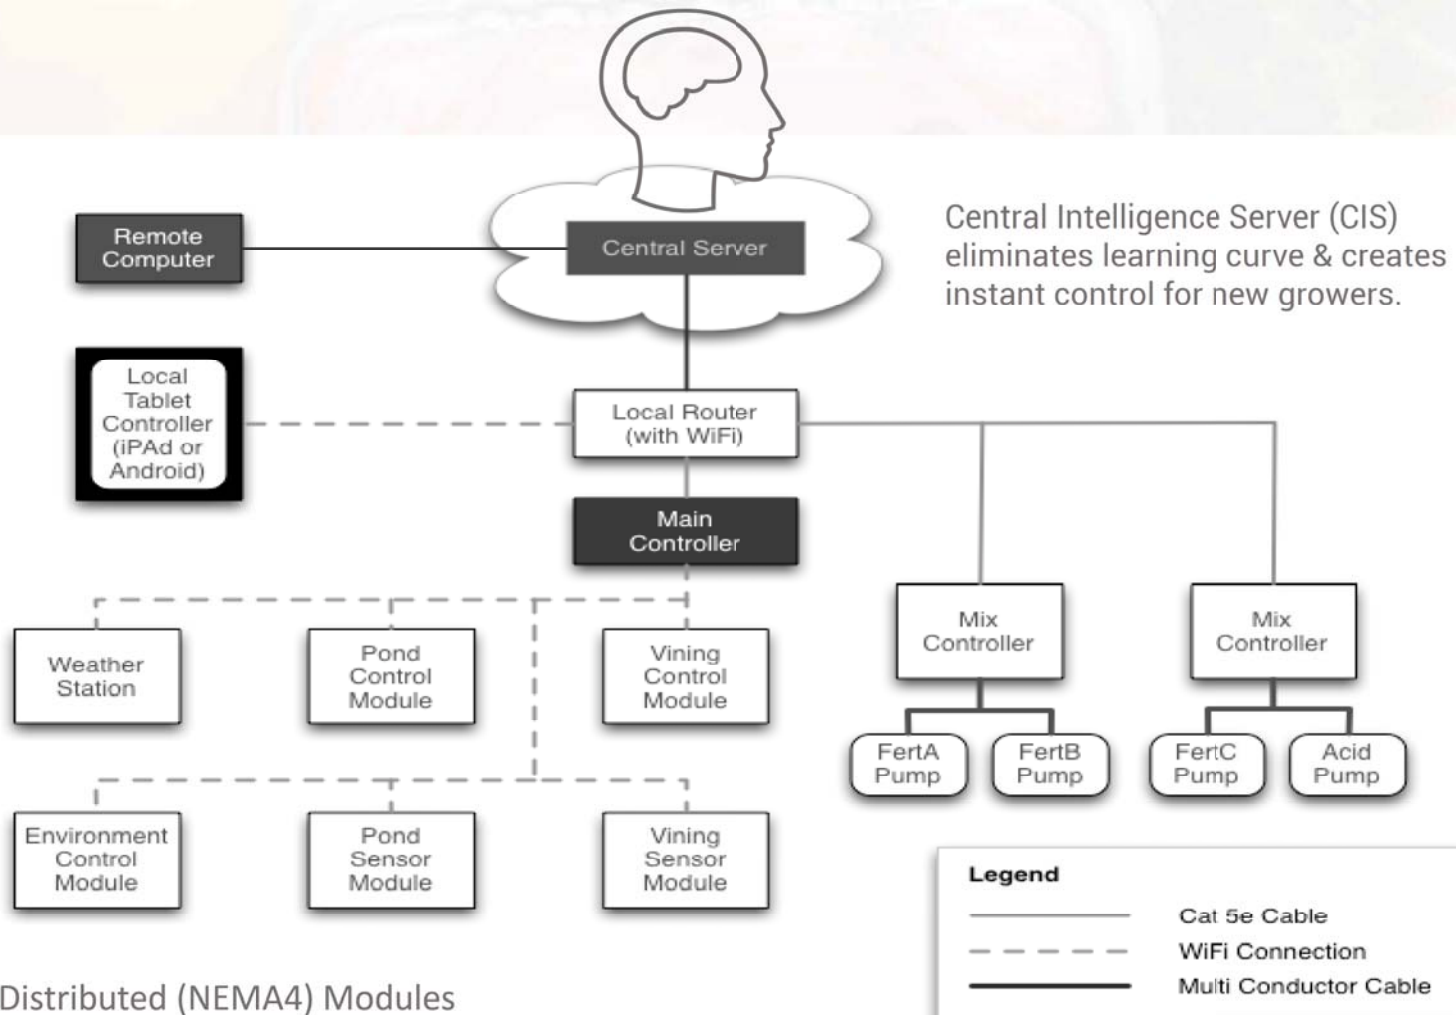 Central Intelligence Server (CIS)
eliminates learning curve & creates
instant control for new growers.
Remote
Computer
Central Server
Local
Tablet
Controller
(iPAd or
Android)
Local Router
(with WiFi)
Main
Controller
Weather
Station
Pond
Control
Module
Vining
Control
Module
Mix
Controller
Mix
Controller
FertA
Pump
FertB
Pump
FertC
Pump
Acid
Pump
Environment
Control
Module
Pond
Sensor
Module
Vining
Sensor
Module
Legend
Cat 5e Cable
WiFi Connection
Multi Conductor Cable
Distributed (NEMA4) Modules